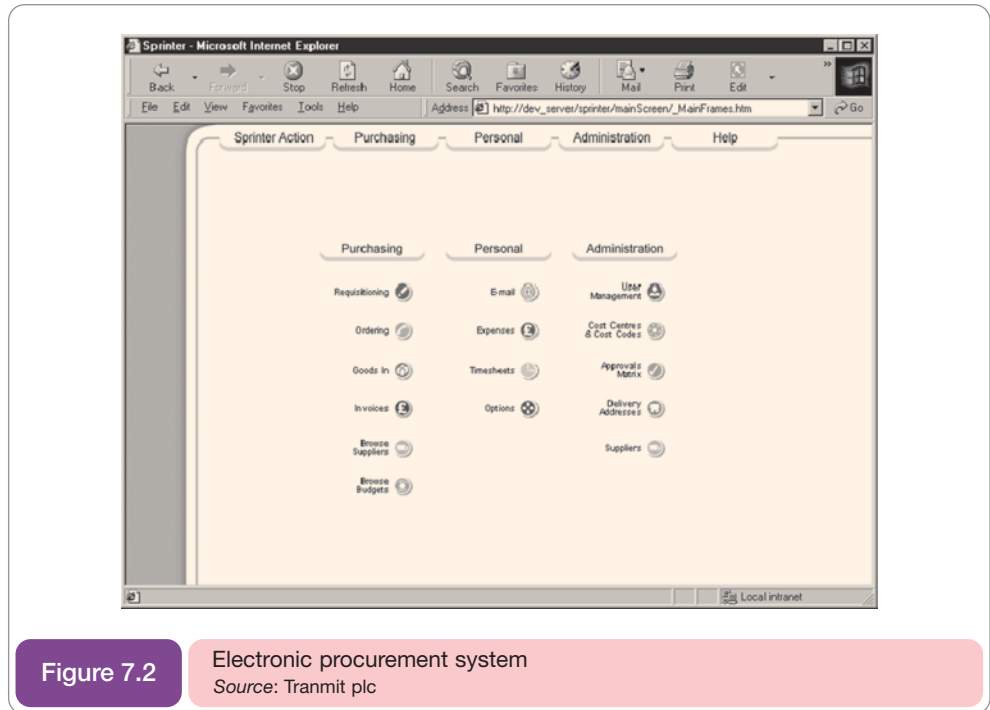 Sprinter - Microsoft Internet Explorer
Back Forward Stop Refresh Home Search Favorites History Mail Print Edit »
File Edit View Favorites Tools Help Address http://dev_server/sprinter/mainScreen/_MainFrames.htm Go
Sprinter Action Purchasing Personal Administration Help
Purchasing Personal Administration
Requisitioning E-mail User Management
Ordering Expenses Cost Centres & Cost Codes
Goods In Timesheets Approvals Matrix
Invoices Options Delivery Addresses
Browse Suppliers Suppliers
Browse Budgets
Local intranet
Figure 7.2
Electronic procurement system
Source: Tranmit plc